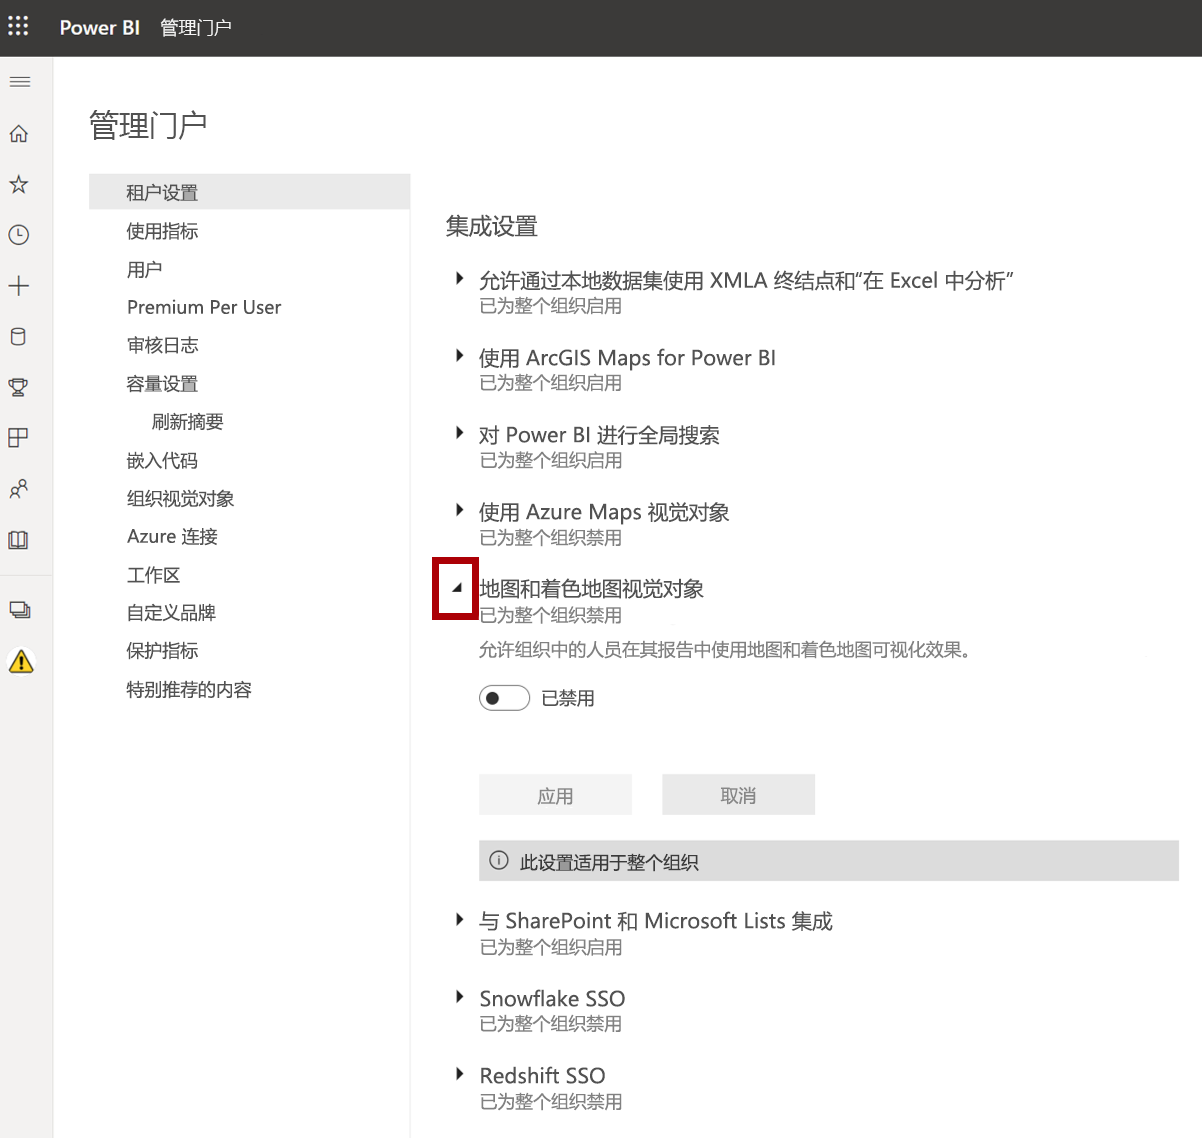 Power BI 管理门户
管理门户
租户设置
使用指标
用户
Premium Per User
审核日志
容量设置
刷新摘要
嵌入代码
组织视觉对象
Azure 连接
工作区
自定义品牌
保护指标
特别推荐的内容
集成设置
允许通过本地数据集使用 XMLA 终结点和“在 Excel 中分析”
已为整个组织启用
使用 ArcGIS Maps for Power BI
已为整个组织启用
对 Power BI 进行全局搜索
已为整个组织启用
使用 Azure Maps 视觉对象
已为整个组织禁用
地图和着色地图视觉对象
已为整个组织禁用
允许组织中的人员在其报告中使用地图和着色地图可视化效果。
已禁用
应用 取消
此设置适用于整个组织
与 SharePoint 和 Microsoft Lists 集成
已为整个组织启用
Snowflake SSO
已为整个组织禁用
Redshift SSO
已为整个组织禁用